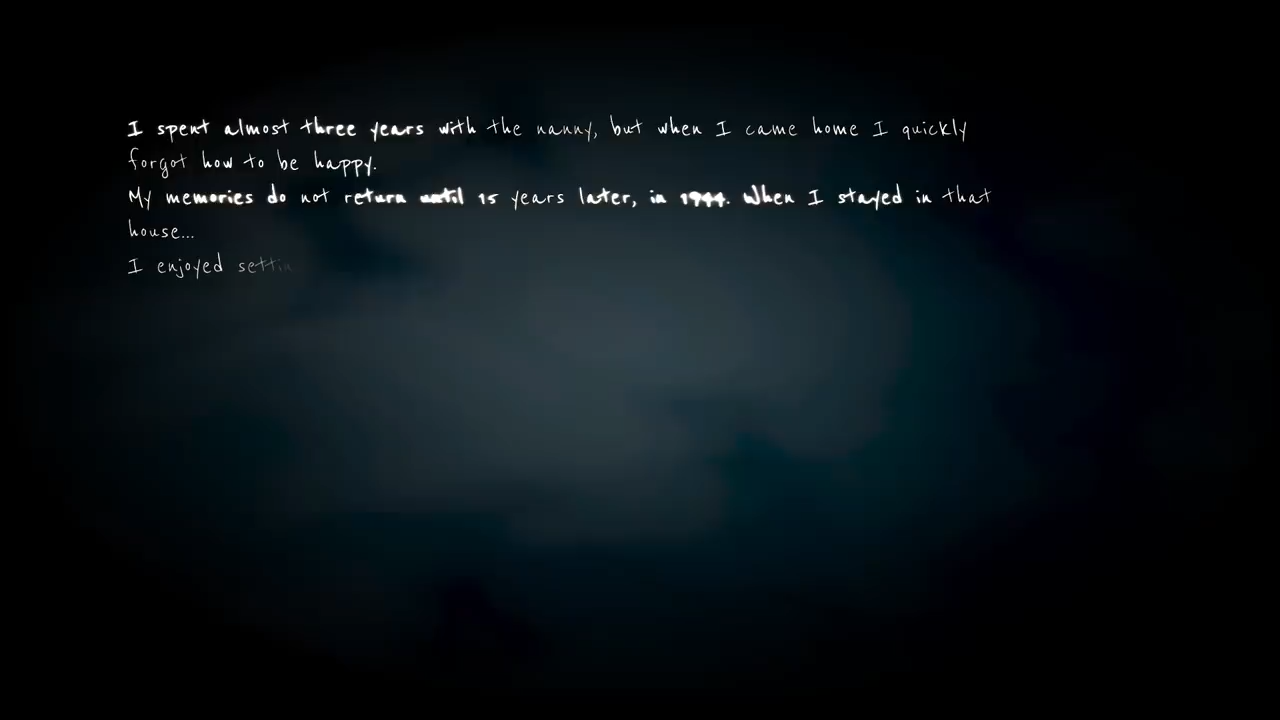 I spent almost three years with the nanny, but when I came home I quickly
forgot how to be happy.
My memories do not return until 15 years later, in 1944. When I stayed in that
house...
I enjoyed settin